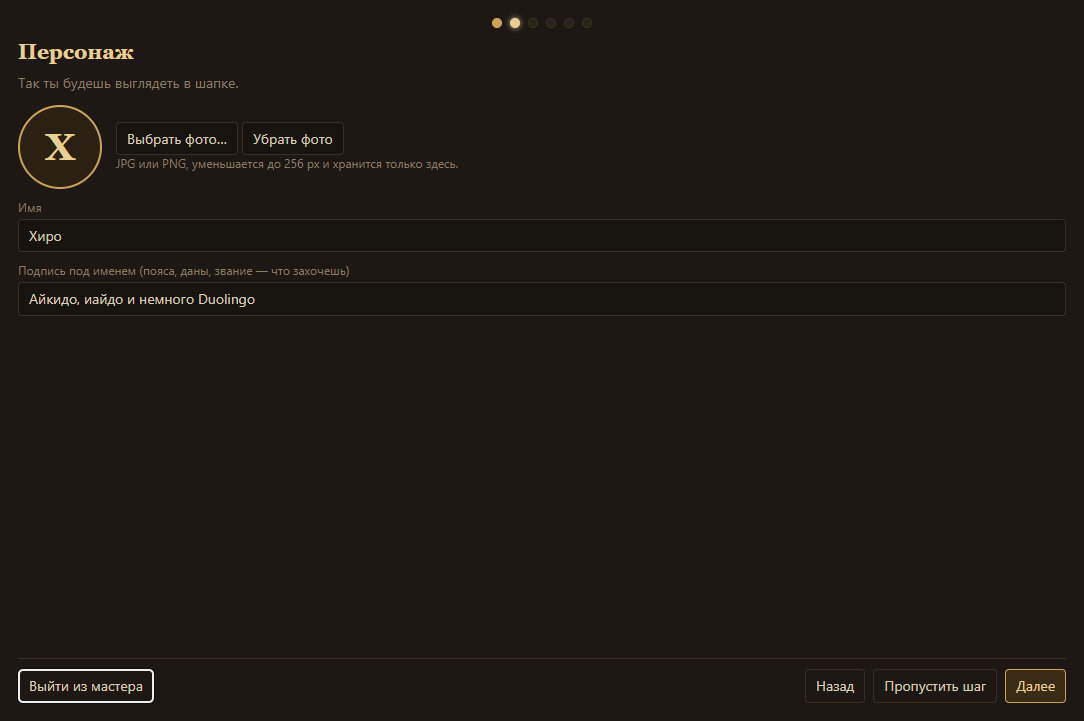 Персонаж
Так ты будешь выглядеть в шапке.
Х
Выбрать фото...
Убрать фото
JPG или PNG, уменьшается до 256 px и хранится только здесь.
Имя
Хиро
Подпись под именем (пояса, даны, звание — что захочешь)
Айкидо, иайдо и немного Duolingo
Выйти из мастера
Назад
Пропустить шаг
Далее